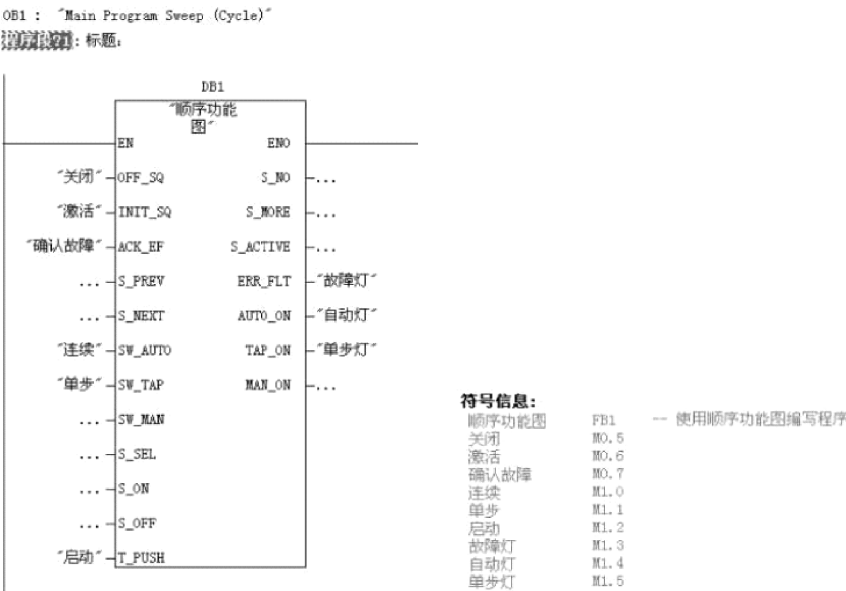 OB1 : "Main Program Sweep (Cycle)"
程序段?1: 标题:
DB1
"顺序功能
图"
EN ENO
"关闭" OFF_SQ S_NO ...
"激活" INIT_SQ S_MORE ...
"确认故障" ACK_EF S_ACTIVE ...
... S_PREV ERR_FLT "故障灯"
... S_NEXT AUTO_ON "自动灯"
"连续" SW_AUTO TAP_ON "单步灯"
"单步" SW_TAP MAN_ON ...
... SW_MAN
... S_SEL
... S_ON
... S_OFF
"启动" T_PUSH
符号信息:
顺序功能图 FB1 -- 使用顺序功能图编写程序
关闭 M0.5
激活 M0.6
确认故障 M0.7
连续 M1.0
单步 M1.1
启动 M1.2
故障灯 M1.3
自动灯 M1.4
单步灯 M1.5